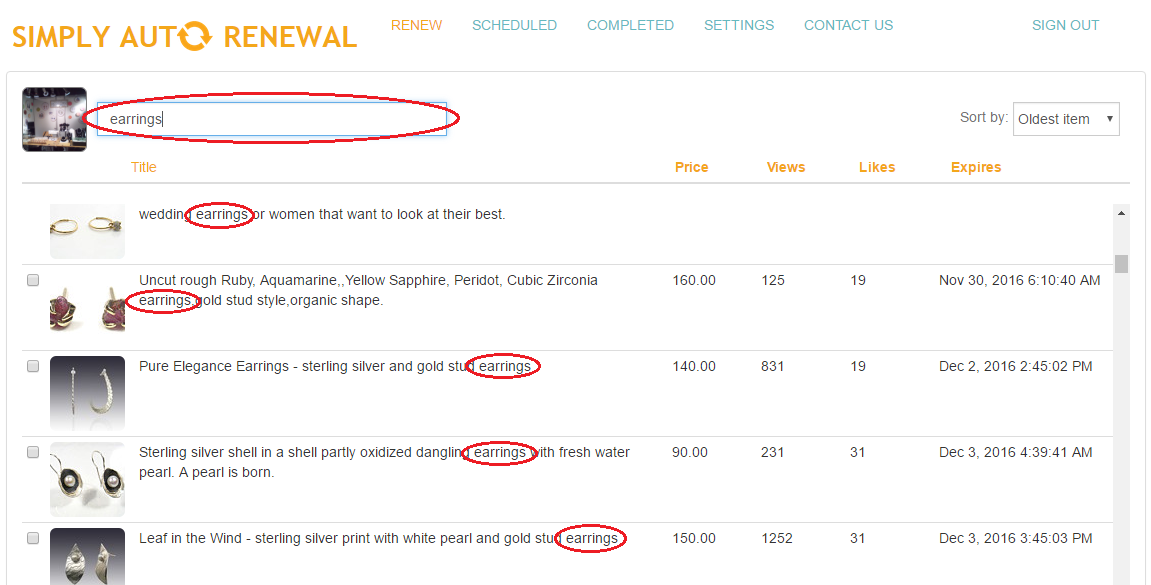 SIMPLY AUTO RENEWAL
RENEW SCHEDULED COMPLETED SETTINGS CONTACT US SIGN OUT
earrings
Sort by: Oldest item
Title Price Views Likes Expires
wedding earrings or women that want to look at their best.
Uncut rough Ruby, Aquamarine,,Yellow Sapphire, Peridot, Cubic Zirconia 160.00 125 19 Nov 30, 2016 6:10:40 AM
earrings,gold stud style,organic shape.
Pure Elegance Earrings - sterling silver and gold stud earrings 140.00 831 19 Dec 2, 2016 2:45:02 PM
Sterling silver shell in a shell partly oxidized dangling earrings with fresh water 90.00 231 31 Dec 3, 2016 4:39:41 AM
pearl. A pearl is born.
Leaf in the Wind - sterling silver print with white pearl and gold stud earrings 150.00 1252 31 Dec 3, 2016 3:45:03 PM